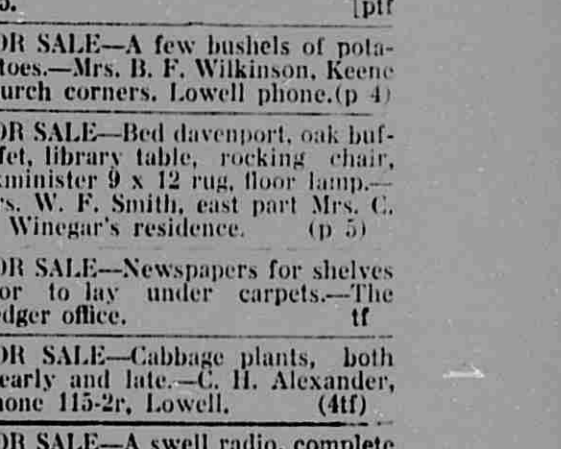 5. [ptf
OR SALE—A few bushels of pota-
toes.—Mrs. B. F. Wilkinson, Keene
urch corners. Lowell phone.(p 4)
OR SALE—Bed davenport, oak buf-
fet, library table, rocking chair,
minister 9 x 12 rug, floor lamp.—
s. W. F. Smith, east part Mrs. C.
Winegar's residence. (p 5)
OR SALE—Newspapers for shelves
or to lay under carpets.—The
dger office. tf
OR SALE—Cabbage plants, both
early and late.—C. H. Alexander,
hone 115-2r, Lowell. (4tf)
OR SALE—A swell radio, complete